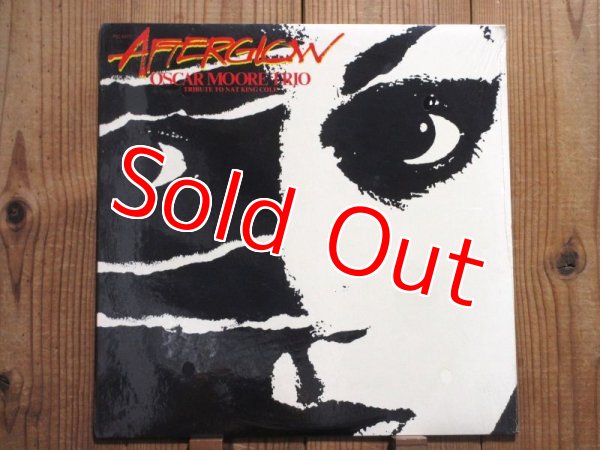 AFTERGLOW
OSCAR MOORE TRIO
TRIBUTE TO NAT KING COLE
Sold Out